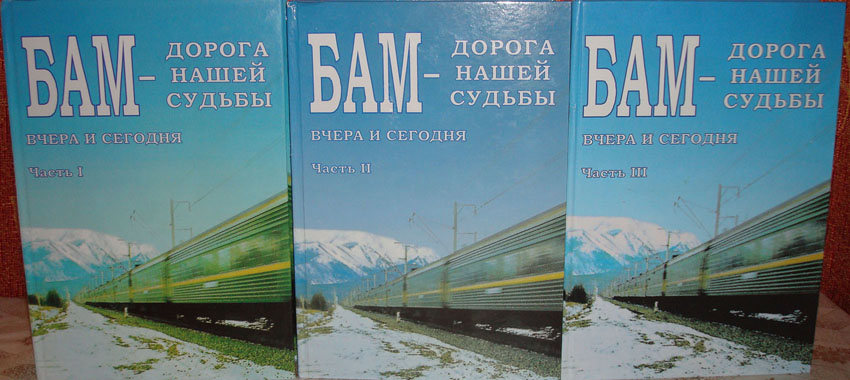 БАМ – ДОРОГА
НАШЕЙ
СУДЬБЫ
ВЧЕРА И СЕГОДНЯ
Часть I
БАМ – ДОРОГА
НАШЕЙ
СУДЬБЫ
ВЧЕРА И СЕГОДНЯ
Часть II
БАМ – ДОРОГА
НАШЕЙ
СУДЬБЫ
ВЧЕРА И СЕГОДНЯ
Часть III